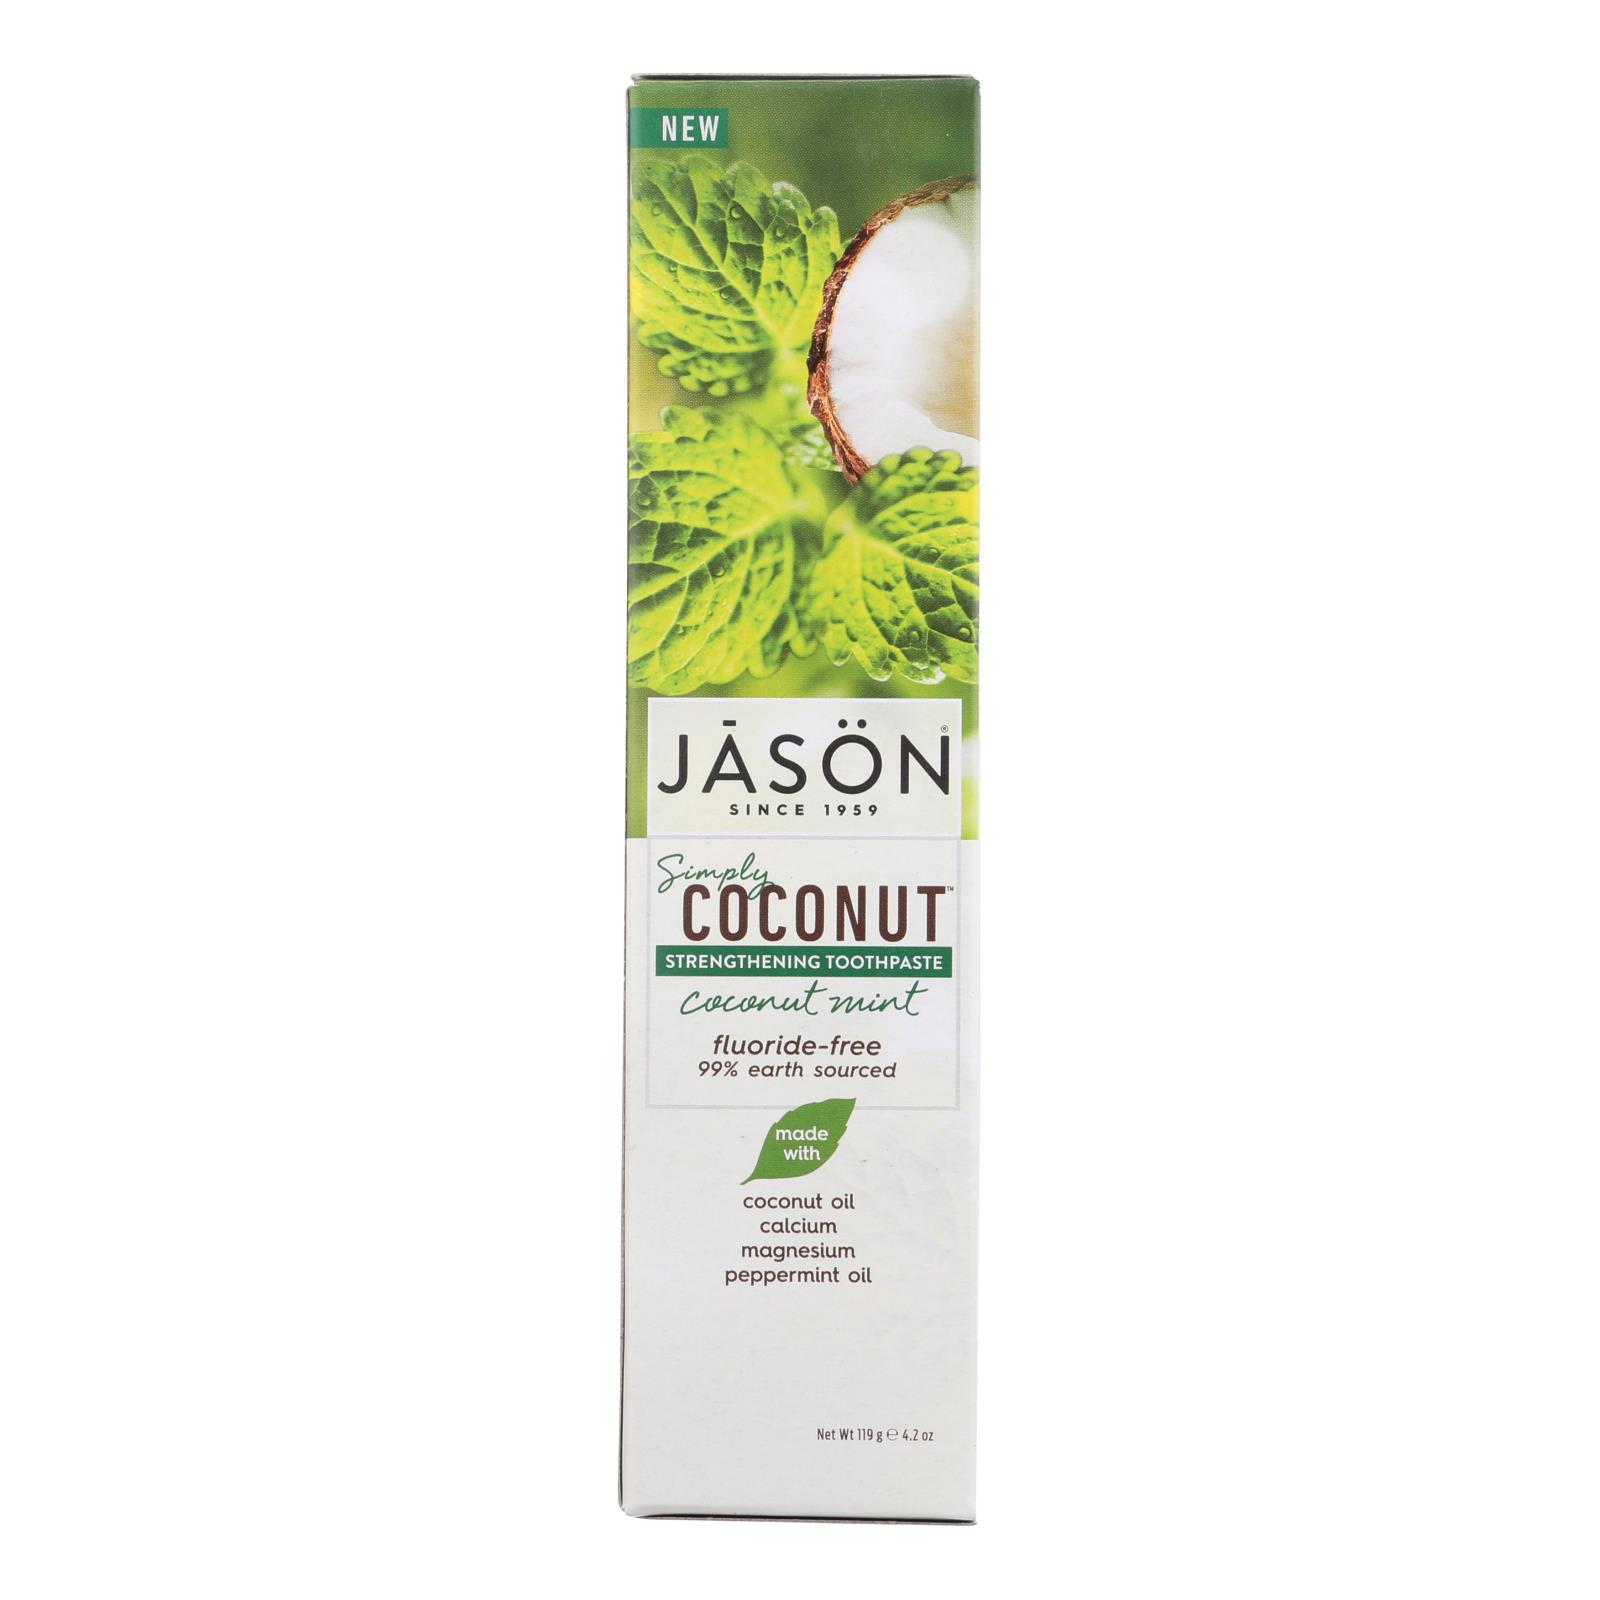 NEW
JĀSÖN®
SINCE 1959
Simply
COCONUT™
STRENGTHENING TOOTHPASTE
coconut mint
fluoride-free
99% earth sourced
made
with
coconut oil
calcium
magnesium
peppermint oil
Net Wt 119 g ℮ 4.2 oz